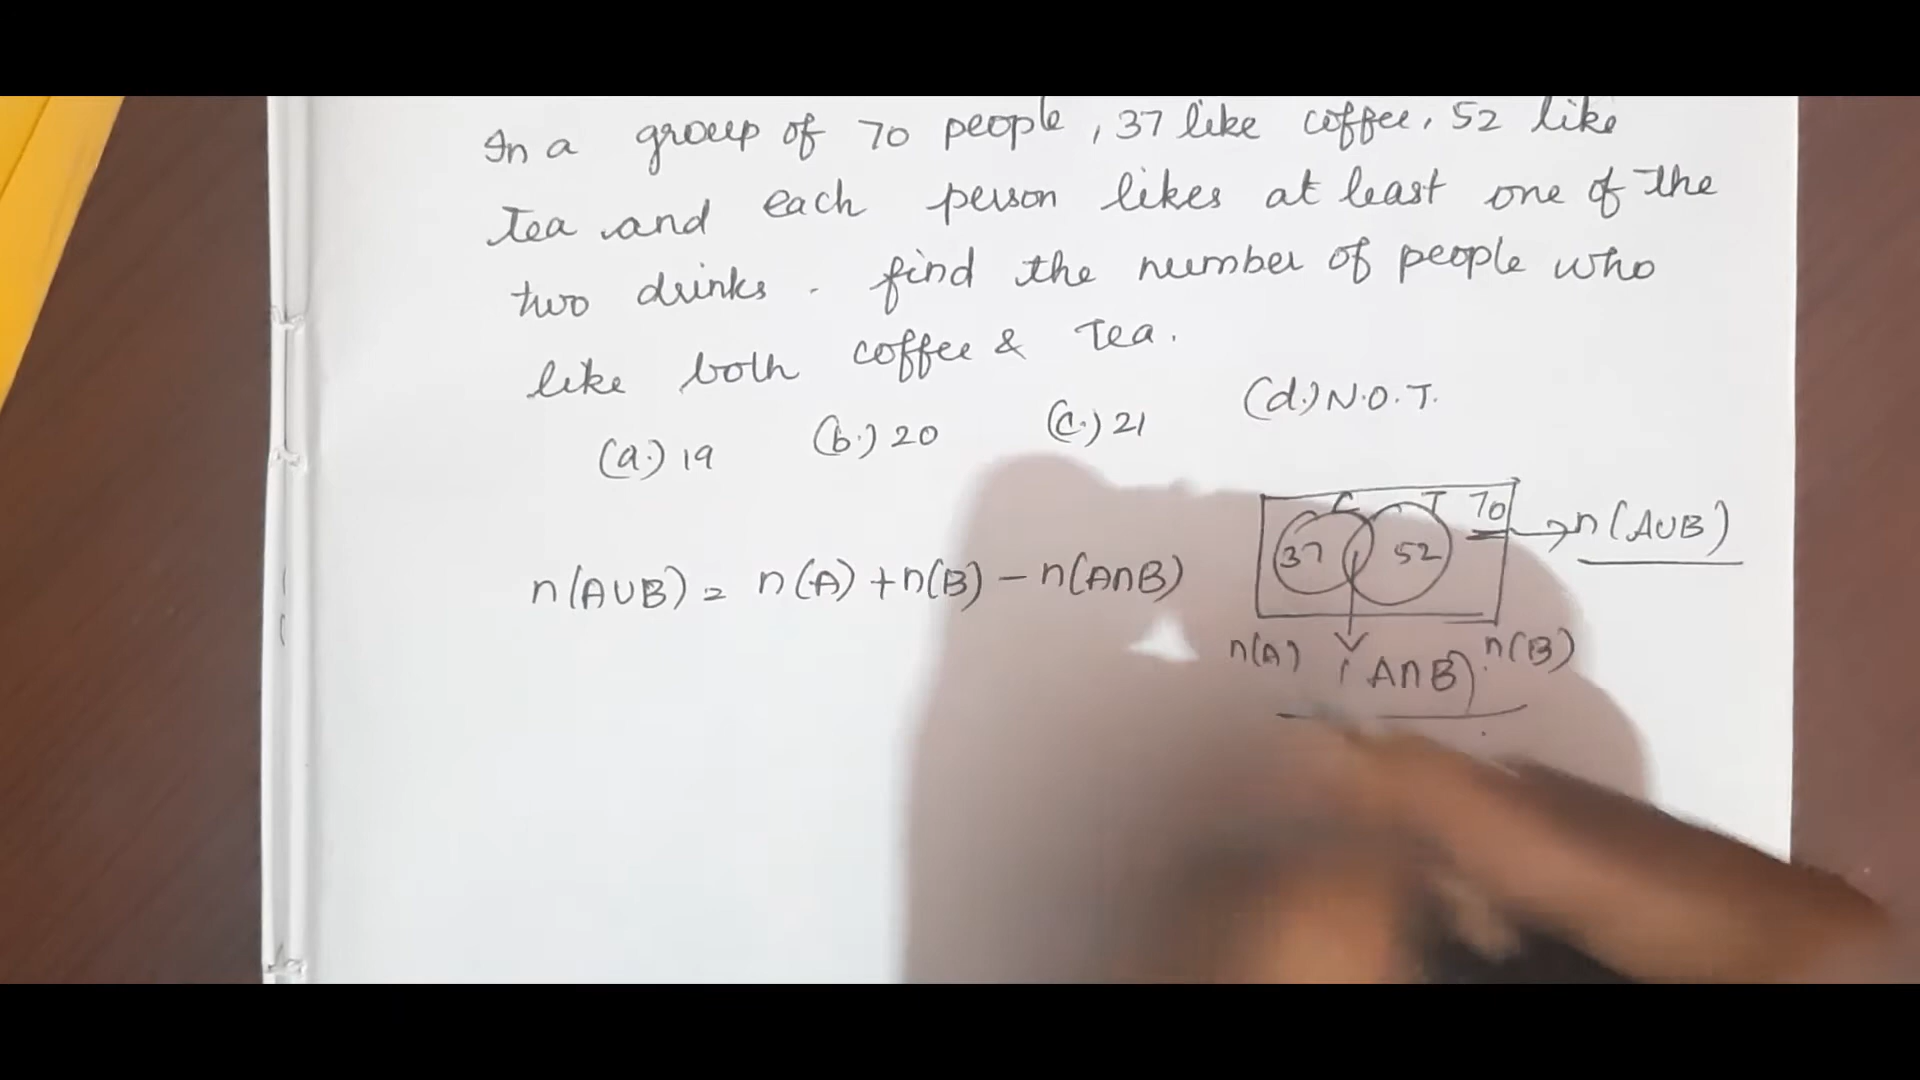 In a group of 70 people, 37 like coffee, 52 like
Tea and each person likes at least one of the
two drinks. find the number of people who
like both coffee & Tea.
(a.) 19 (b.) 20 (c.) 21 (d.) N.O.T.
C T 70
37 52 → n(AUB)
n(AUB) = n(A) + n(B) - n(A∩B)
n(A) (A∩B) n(B)